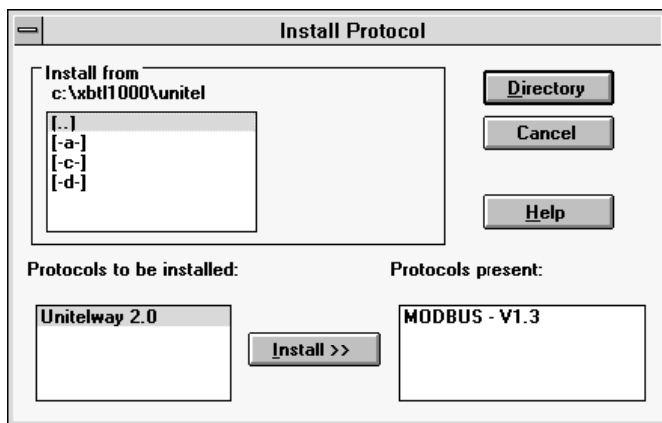 Install Protocol
Install from
c:\xbtl1000\unitel
[..]
[-a-]
[-c-]
[-d-]
Directory
Cancel
Help
Protocols to be installed:
Unitelway 2.0
Install >>
Protocols present:
MODBUS - V1.3